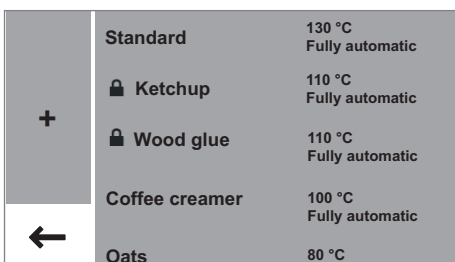 Standard
130 °C
Fully automatic
Ketchup
110 °C
Fully automatic
+
Wood glue
110 °C
Fully automatic
Coffee creamer
100 °C
Fully automatic
Oats
80 °C